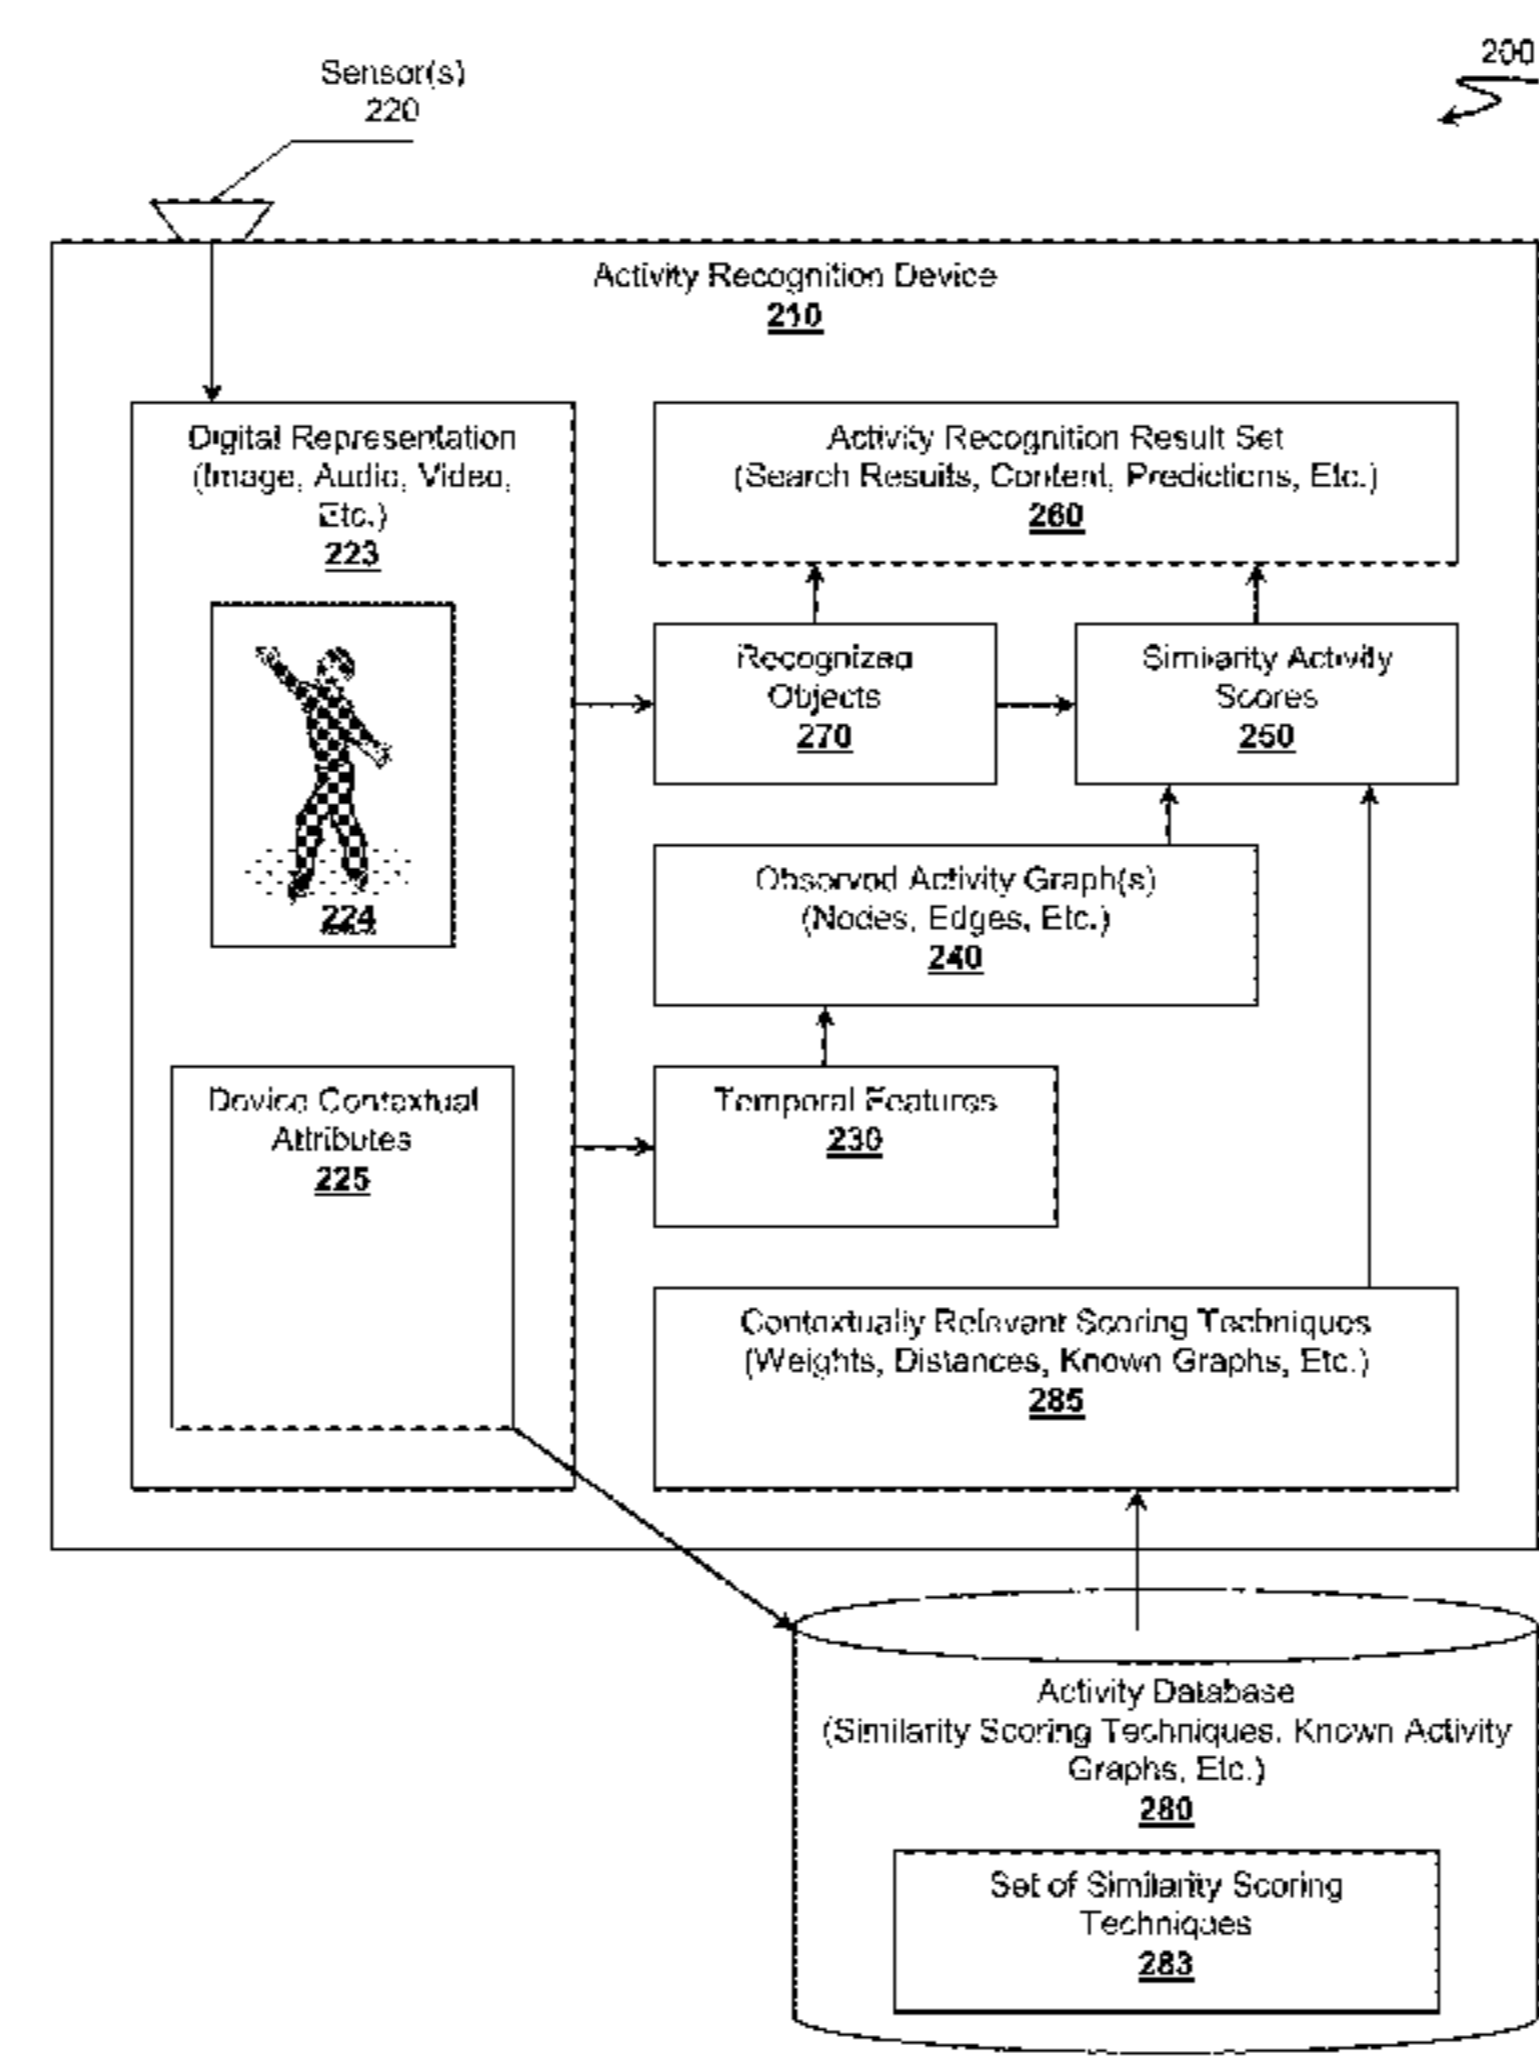 200
Sensor(s)
220
Activity Recognition Device
210
Digital Representation
(Image, Audio, Video,
Etc.)
223
224
Device Contextual
Attributes
225
Activity Recognition Result Set
(Search Results, Content, Predictions, Etc.)
260
Recognized
Objects
270
Similarity Activity
Scores
250
Observed Activity Graph(s)
(Nodes, Edges, Etc.)
240
Temporal Features
230
Contextually Relevant Scoring Techniques
(Weights, Distances, Known Graphs, Etc.)
285
Activity Database
(Similarity Scoring Techniques, Known Activity
Graphs, Etc.)
280
Set of Similarity Scoring
Techniques
283